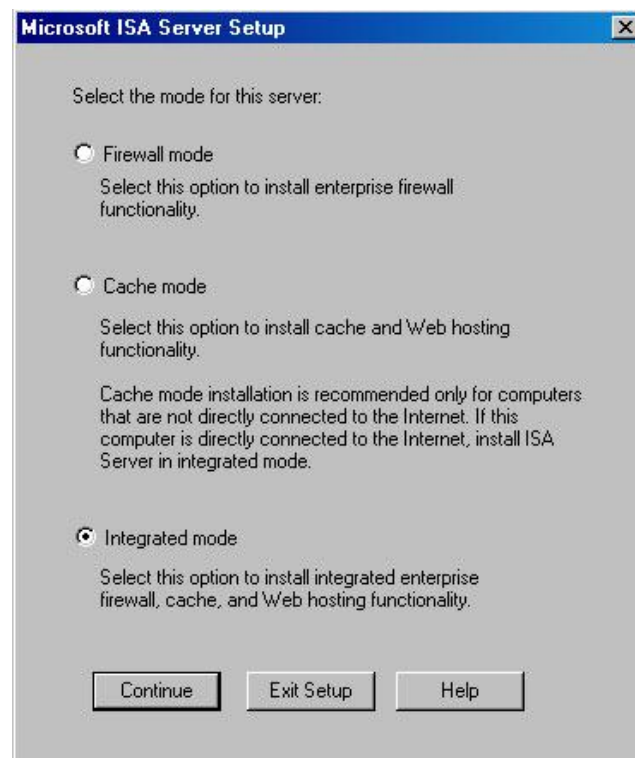 Microsoft ISA Server Setup
Select the mode for this server:
Firewall mode
Select this option to install enterprise firewall
functionality.
Cache mode
Select this option to install cache and Web hosting
functionality.
Cache mode installation is recommended only for computers
that are not directly connected to the Internet. If this
computer is directly connected to the Internet, install ISA
Server in integrated mode.
Integrated mode
Select this option to install integrated enterprise
firewall, cache, and Web hosting functionality.
Continue Exit Setup Help